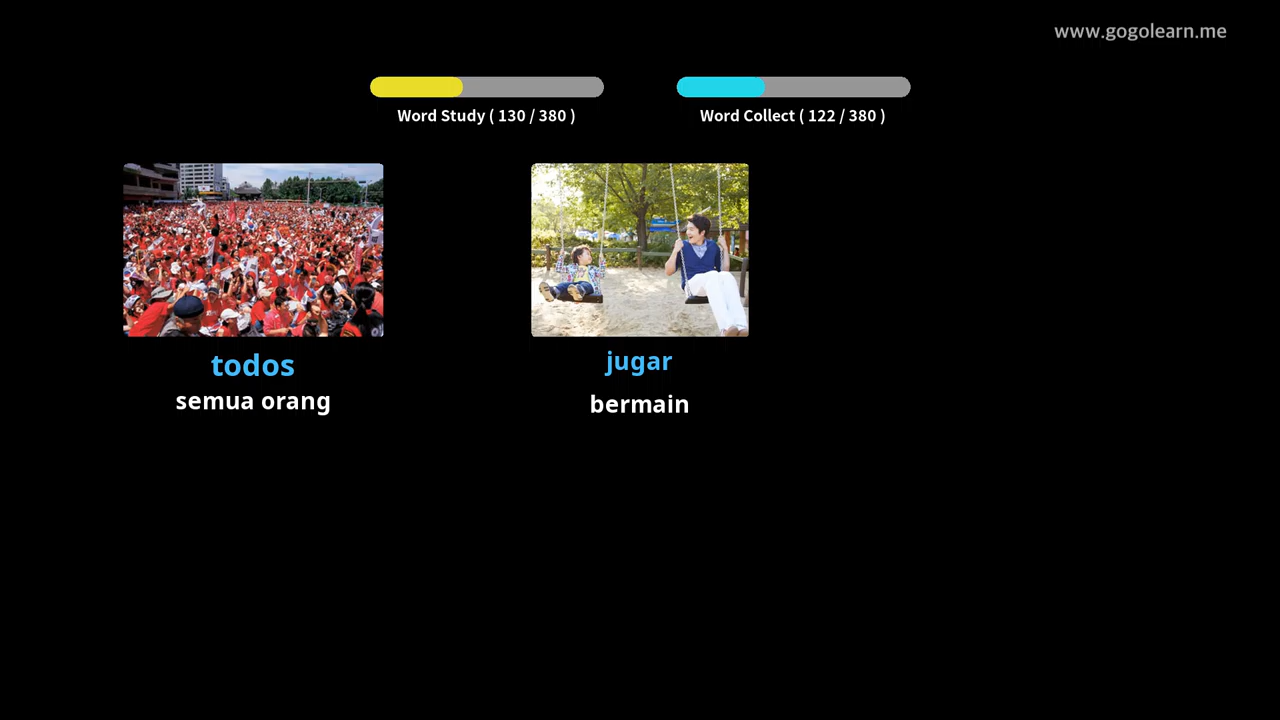 www.gogolearn.me
Word Study ( 130 / 380 )
Word Collect ( 122 / 380 )
todos
semua orang
jugar
bermain